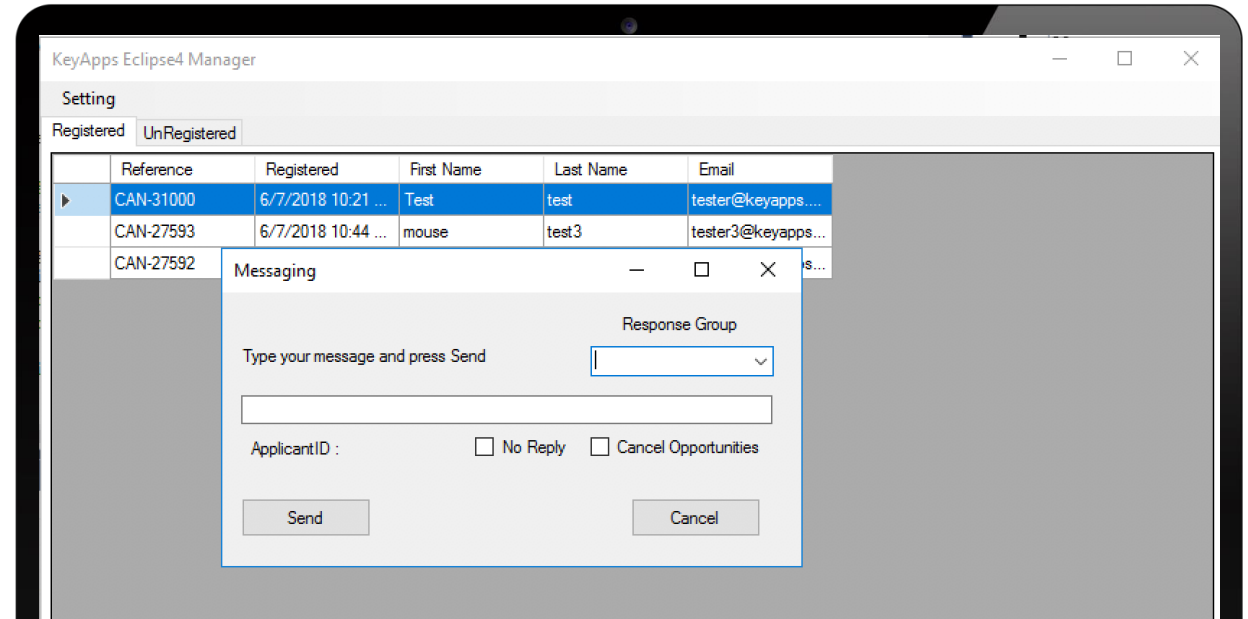 KeyApps Eclipse4 Manager
Setting
Registered UnRegistered
Reference Registered First Name Last Name Email
CAN-31000 6/7/2018 10:21 ... Test test tester@keyapps....
CAN-27593 6/7/2018 10:44 ... mouse test3 tester3@keyapps...
CAN-27592 s...
Messaging
Response Group
Type your message and press Send
ApplicantID : No Reply Cancel Opportunities
Send Cancel